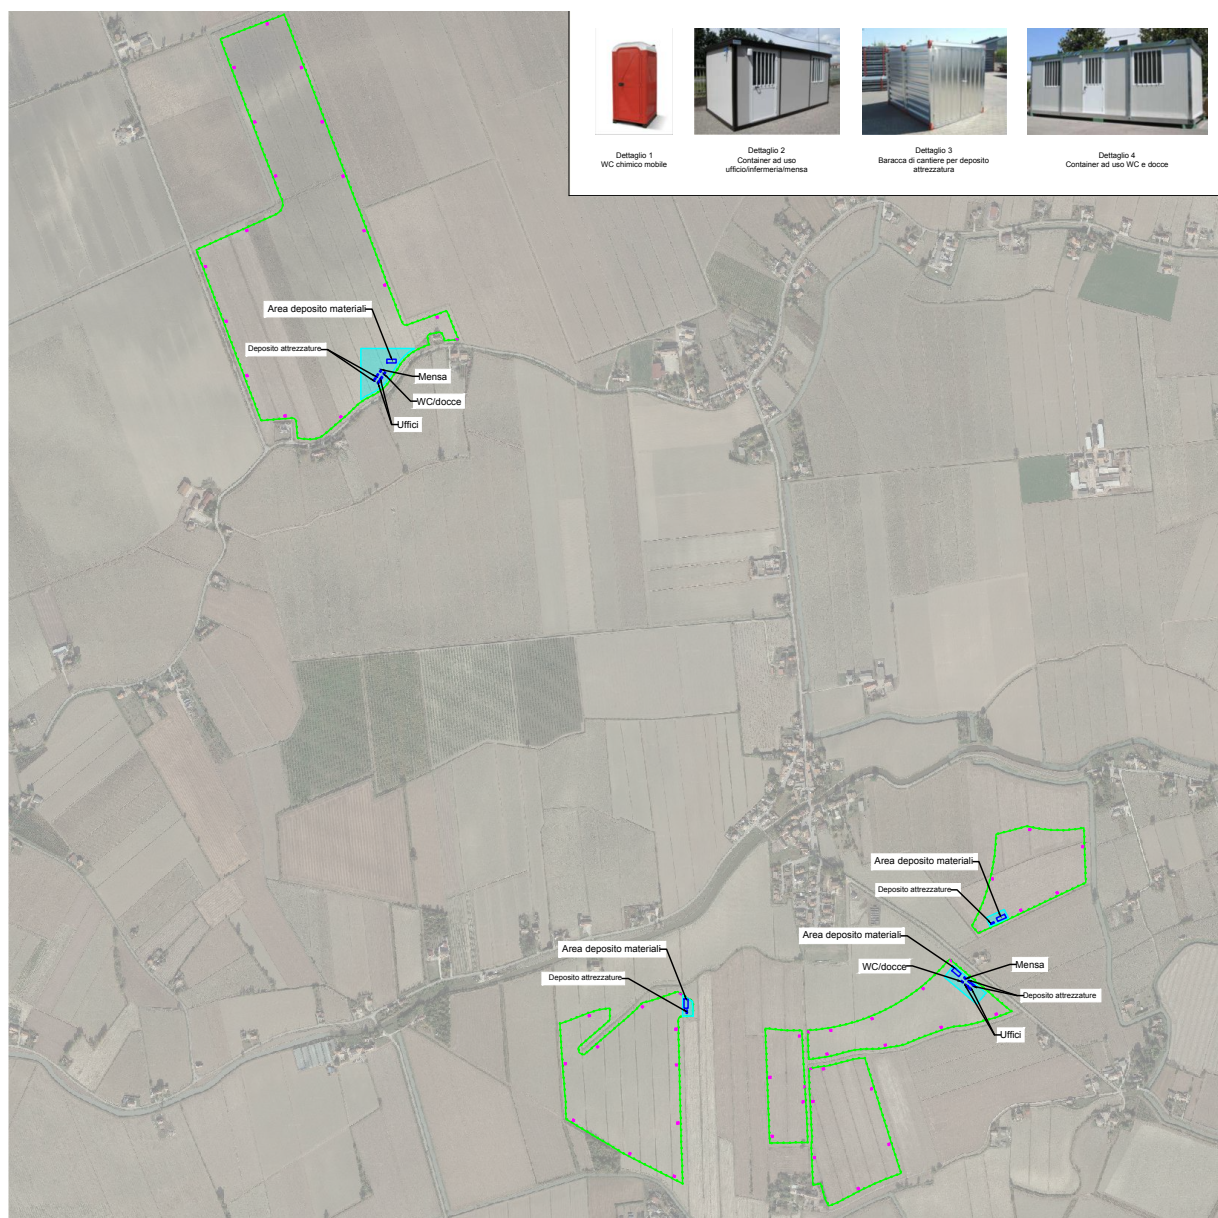 Dettaglio 1
WC chimico mobile
Dettaglio 2
Container ad uso
ufficio/infermeria/mensa
Dettaglio 3
Baracca di cantiere per deposito
attrezzatura
Dettaglio 4
Container ad uso WC e docce
Area deposito materiali
Deposito attrezzature
Mensa
WC/docce
Uffici
Area deposito materiali
Deposito attrezzature
Area deposito materiali
WC/docce
Mensa
Deposito attrezzature
Uffici
Area deposito materiali
Deposito attrezzature